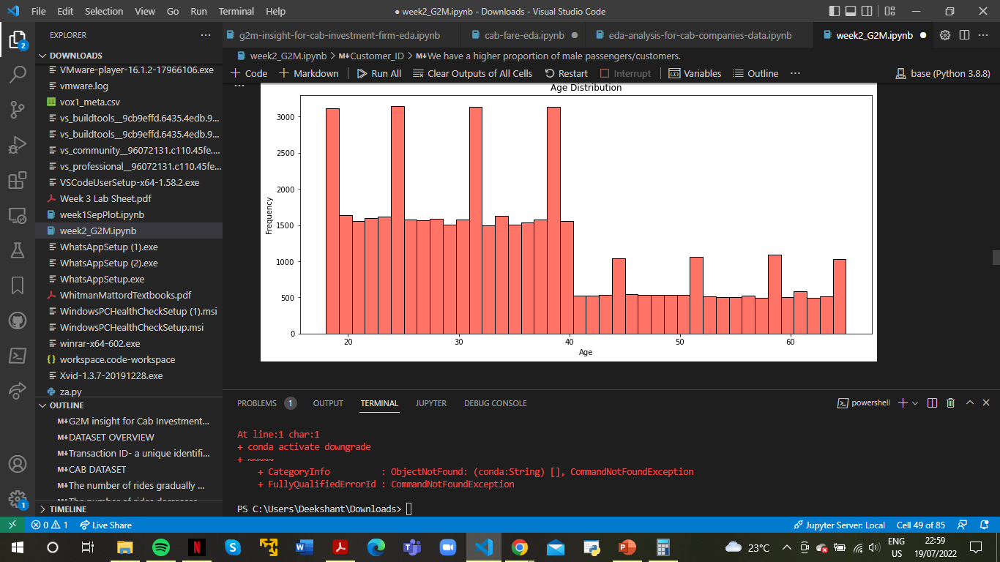 File Edit Selection View Go Run Terminal Help
● week2_G2M.ipynb - Downloads - Visual Studio Code
EXPLORER
g2m-insight-for-cab-investment-firm-eda.ipynb
cab-fare-eda.ipynb
eda-analysis-for-cab-companies-data.ipynb
week2_G2M.ipynb
2
DOWNLOADS
VMware-player-16.1.2-17966106.exe
vmware.log
vox1_meta.csv
vs_buildtools__9cb9effd.6435.4edb.9...
vs_buildtools__9cb9effd.6435.4edb.9...
vs_community__96072131.c110.45fe....
vs_professional__96072131.c110.45fe...
VSCodeUserSetup-x64-1.58.2.exe
Week 3 Lab Sheet.pdf
week1SepPlot.ipynb
week2_G2M.ipynb
WhatsAppSetup (1).exe
WhatsAppSetup (2).exe
WhatsAppSetup.exe
WhitmanMattordTextbooks.pdf
WindowsPCHealthCheckSetup (1).msi
WindowsPCHealthCheckSetup.msi
winrar-x64-602.exe
workspace.code-workspace
Xvid-1.3.7-20191228.exe
za.py
OUTLINE
G2M insight for Cab Investment...
DATASET OVERVIEW
Transaction ID- a unique identifi...
CAB DATASET
The number of rides gradually ...
TIMELINE
1
week2_G2M.ipynb > M↓Customer_ID > M↓We have a higher proportion of male passengers/customers.
+ Code + Markdown Run All Clear Outputs of All Cells Restart Interrupt Variables Outline ... base (Python 3.8.8)
Age Distribution
Frequency
3000
2500
2000
1500
1000
500
0
20 30 40 50 60
Age
PROBLEMS 1 OUTPUT TERMINAL JUPYTER DEBUG CONSOLE
powershell
At line:1 char:1
+ conda activate downgrade
+ ~~~~~
+ CategoryInfo : ObjectNotFound: (conda:String) [], CommandNotFoundException
+ FullyQualifiedErrorId : CommandNotFoundException
PS C:\Users\Deekshant\Downloads>
0 1 Live Share
Jupyter Server: Local Cell 49 of 85
23°C
ENG
US
22:59
19/07/2022